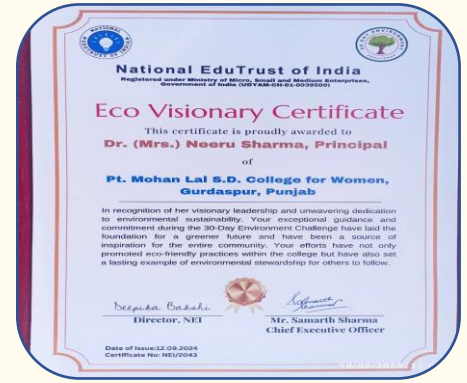 National EduTrust of India
Registered under Ministry of Micro, Small and Medium Enterprises,
Government of India (UDYAM-CH-01-0039500)
Eco Visionary Certificate
This certificate is proudly awarded to
Dr. (Mrs.) Neeru Sharma, Principal
of
Pt. Mohan Lal S.D. College for Women,
Gurdaspur, Punjab
In recognition of her visionary leadership and unwavering dedication
to environmental sustainability. Your exceptional guidance and
commitment during the 30-Day Environment Challenge have laid the
foundation for a greener future and have been a source of
inspiration for the entire community. Your efforts have not only
promoted eco-friendly practices within the college but have also set
a lasting example of environmental stewardship for others to follow.
Deepika Bakshi
Director, NEI
Mr. Samarth Sharma
Chief Executive Officer
Date of Issue:12.09.2024
Certificate No: NEI/2043